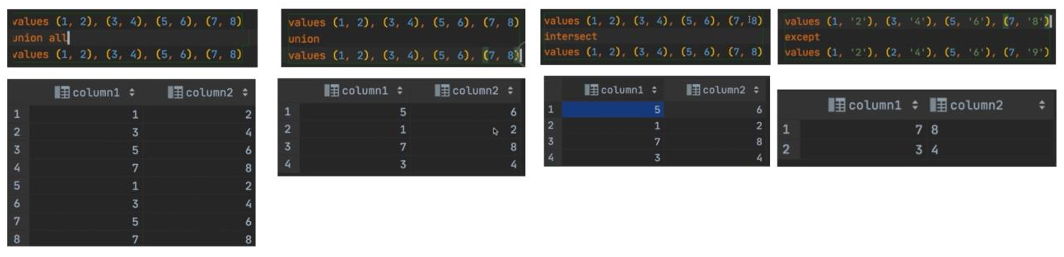 values (1, 2), (3, 4), (5, 6), (7, 8)
union all
values (1, 2), (3, 4), (5, 6), (7, 8)
column1 column2
1 1 2
2 3 4
3 5 6
4 7 8
5 1 2
6 3 4
7 5 6
8 7 8
values (1, 2), (3, 4), (5, 6), (7, 8)
union
values (1, 2), (3, 4), (5, 6), (7, 8)
column1 column2
1 5 6
2 1 2
3 7 8
4 3 4
values (1, 2), (3, 4), (5, 6), (7, 8)
intersect
values (1, 2), (3, 4), (5, 6), (7, 8)
column1 column2
1 5 6
2 1 2
3 7 8
4 3 4
values (1, '2'), (3, '4'), (5, '6'), (7, '8')
except
values (1, '2'), (2, '4'), (5, '6'), (7, '9')
column1 column2
1 7 8
2 3 4